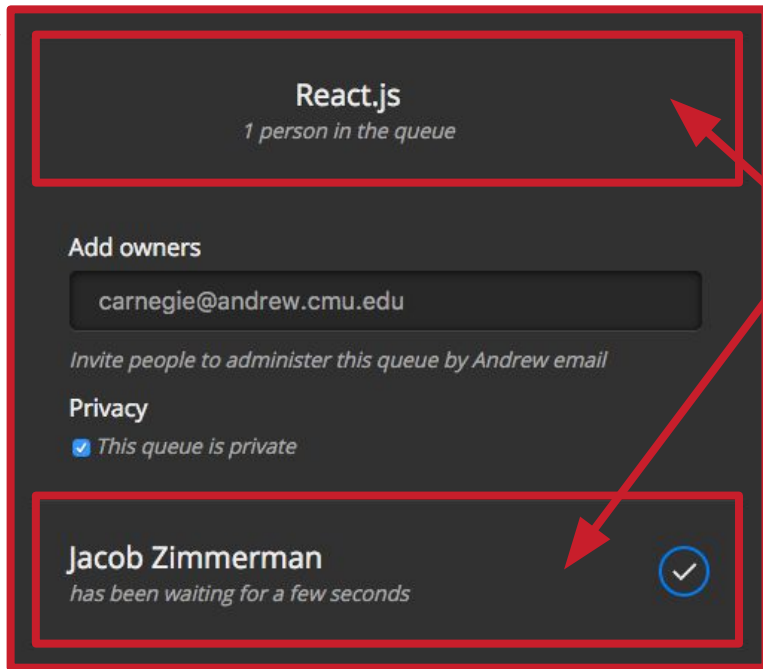 React.js
1 person in the queue
Add owners
carnegie@andrew.cmu.edu
Invite people to administer this queue by Andrew email
Privacy
This queue is private
Jacob Zimmerman
has been waiting for a few seconds